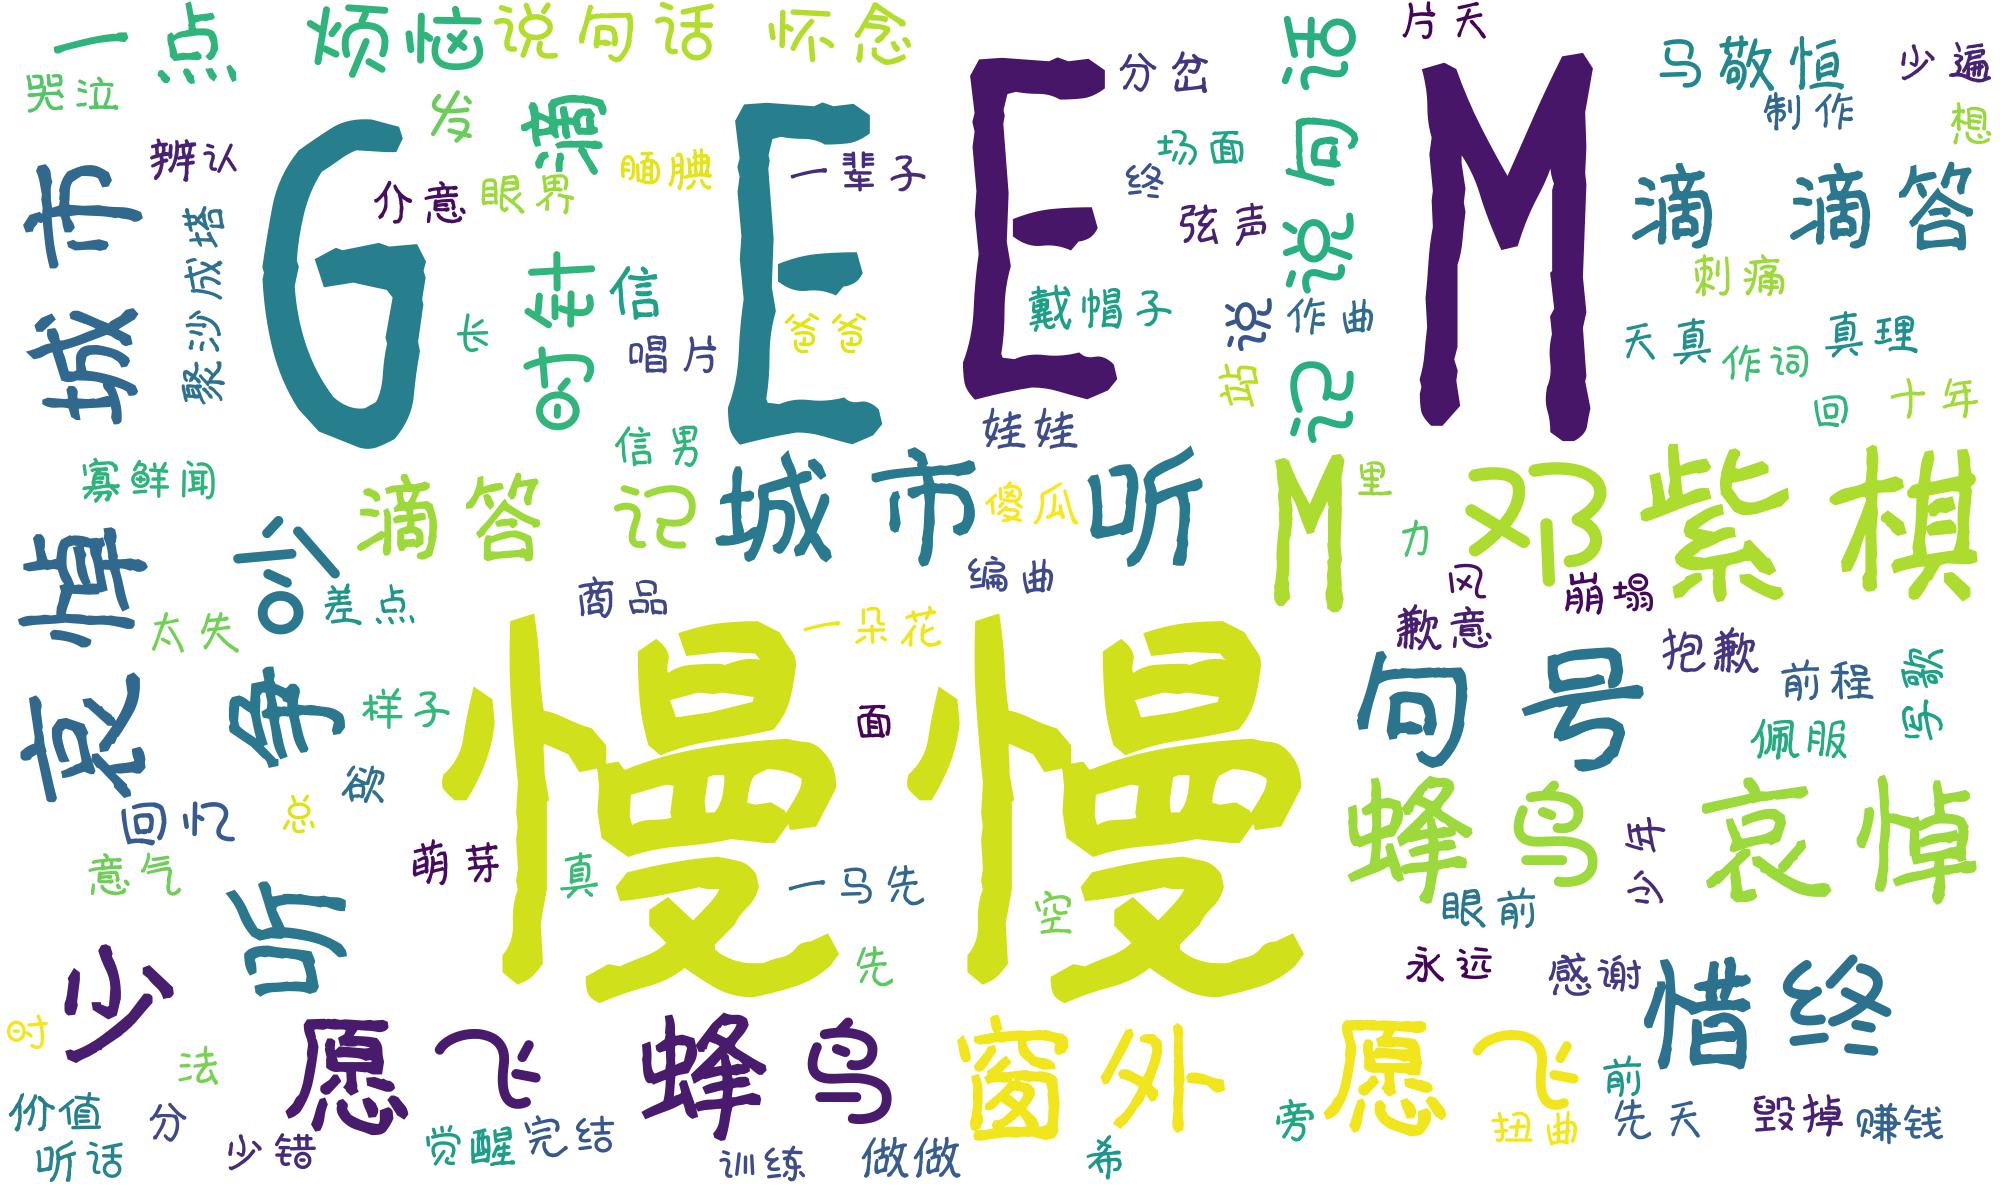 一点 烦恼 说句话 怀念 片天
哭泣 发 滴 分岔 说句话 马敬恒 少遍
制作 想
辨认 介意 眼界 腼腆 一辈子 场面
GE EM 终 弦声 滴 滴答
城市 聚沙成塔 时针 信 戴帽子 刺痛
长 唱片 爸爸 说 作曲 天真 作词 真理
站 记 回 十年
信男 娃娃
寡鲜闻 滴答 记 城市 傻瓜 听 M 里 邓紫棋
力
哀悼 吵 差点 商品 编曲 风 崩塌
太失 一朵花 歉意 抱歉
争 样子 慢慢 面 句号 前程 写歌
佩服
欲
回忆 总 蜂鸟 少年 哀悼
意气 萌芽 真 一马先
听 空 眼前
少 先 永远 感谢 惜终
时 愿飞 蜂鸟 窗外 愿飞
法 前
价值 分 旁 扭曲 先天 毁掉 赚钱
听话 少错 觉醒 完结 训练 做做 希